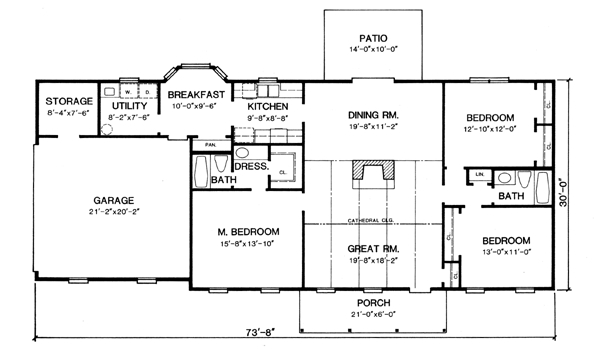 PATIO
14'-0"x10'-0"
STORAGE
8'-4"x7'-6"
UTILITY
8'-2"x7'-6"
W.
D.
BREAKFAST
10'-0"x9'-6"
KITCHEN
9'-8"x8'-8"
DINING RM.
19'-8"x11'-2"
BEDROOM
12'-10"x12'-0"
CL.
CL.
PAN.
BATH
DRESS.
CL.
LIN.
BATH
GARAGE
21'-2"x20'-2"
M. BEDROOM
15'-8"x13'-10"
CATHEDRAL CLG.
GREAT RM.
19'-8"x18'-2"
CL.
CL.
BEDROOM
13'-0"x11'-0"
30'-0"
PORCH
21'-0"x6'-0"
73'-8"